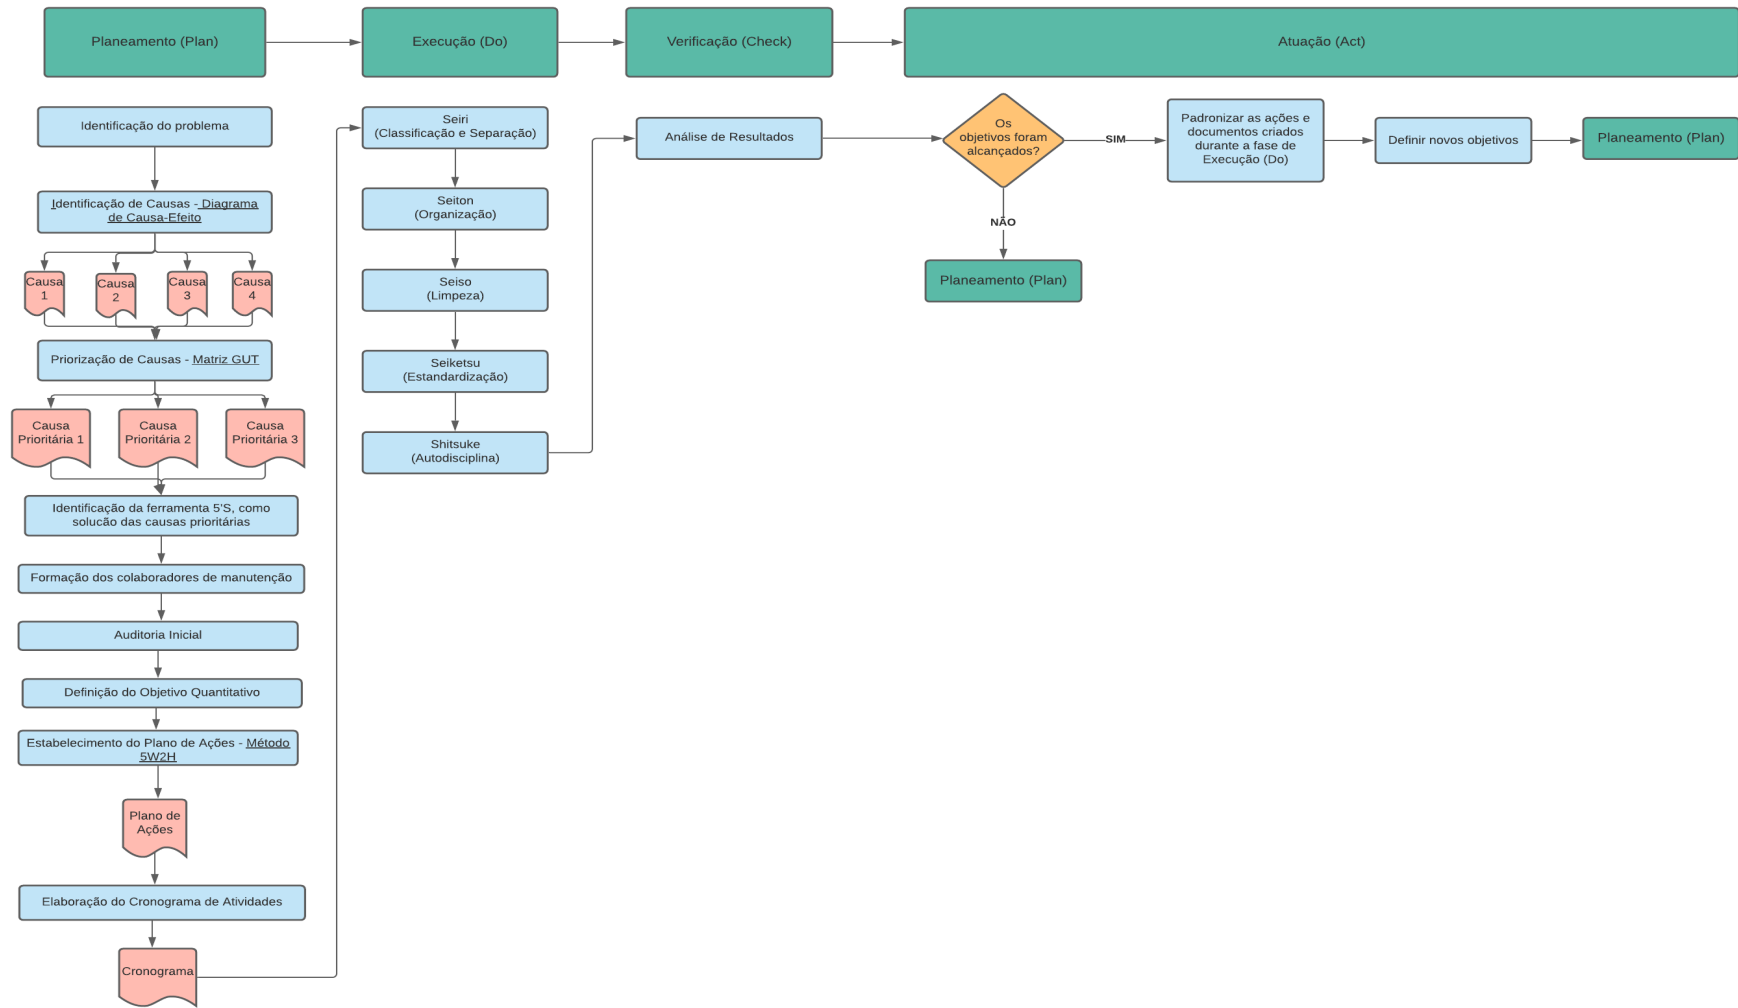 Planeamento (Plan)
Execução (Do)
Verificação (Check)
Atuação (Act)
Identificação do problema
Identificação de Causas - Diagrama
de Causa-Efeito
Causa
1
Causa
2
Causa
3
Causa
4
Priorização de Causas - Matriz GUT
Causa
Prioritária 1
Causa
Prioritária 2
Causa
Prioritária 3
Identificação da ferramenta 5'S, como
solucão das causas prioritárias
Formação dos colaboradores de manutenção
Auditoria Inicial
Definição do Objetivo Quantitativo
Estabelecimento do Plano de Ações - Método
5W2H
Plano de
Ações
Elaboração do Cronograma de Atividades
Cronograma
Seiri
(Classificação e Separação)
Seiton
(Organização)
Seiso
(Limpeza)
Seiketsu
(Estandardização)
Shitsuke
(Autodisciplina)
Análise de Resultados
Os
objetivos foram
alcançados?
SIM
NÃO
Planeamento (Plan)
Padronizar as ações e
documentos criados
durante a fase de
Execução (Do)
Definir novos objetivos
Planeamento (Plan)